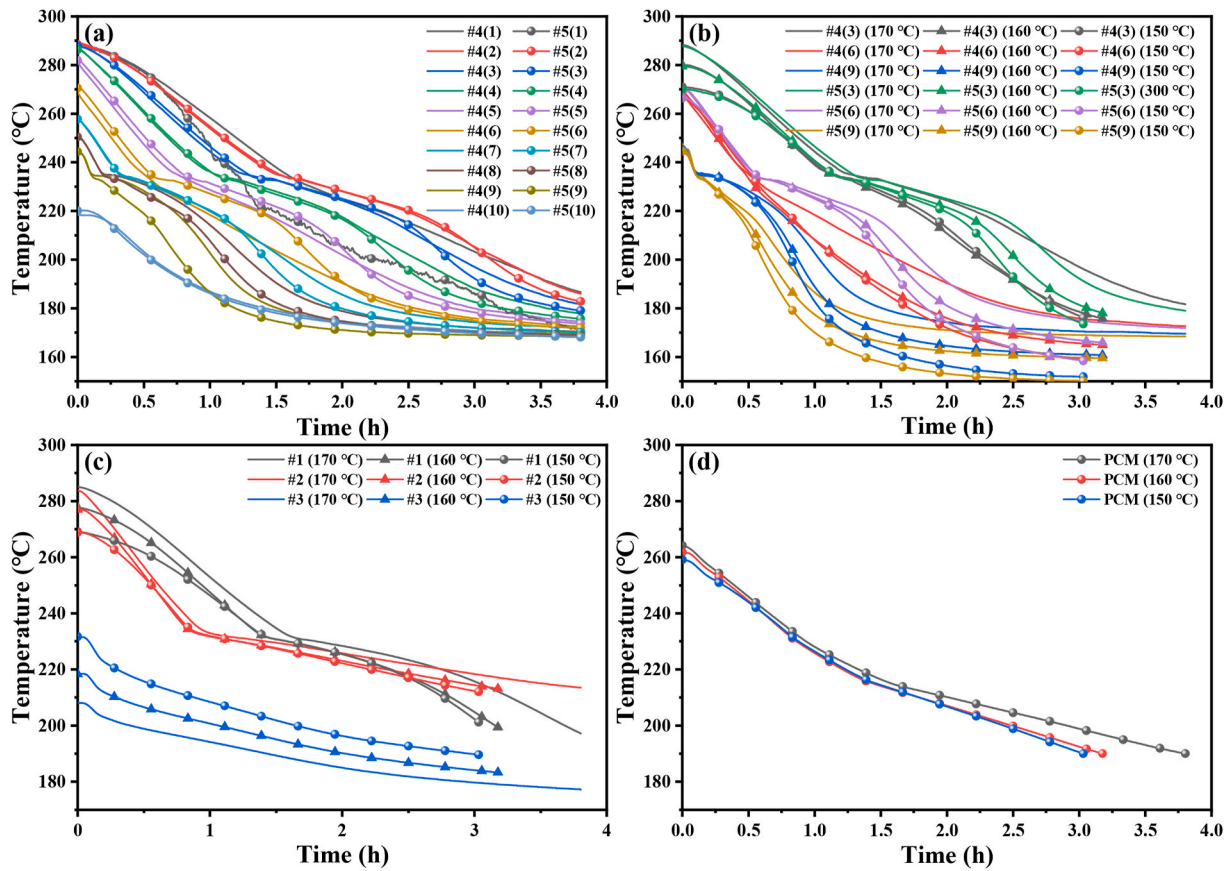 (a)
#4(1) #5(1)
#4(2) #5(2)
#4(3) #5(3)
#4(4) #5(4)
#4(5) #5(5)
#4(6) #5(6)
#4(7) #5(7)
#4(8) #5(8)
#4(9) #5(9)
#4(10) #5(10)
Temperature (℃)
300
280
260
240
220
200
180
160
0.0 0.5 1.0 1.5 2.0 2.5 3.0 3.5 4.0
Time (h)
(b)
#4(3) (170 ℃) #4(3) (160 ℃) #4(3) (150 ℃)
#4(6) (170 ℃) #4(6) (160 ℃) #4(6) (150 ℃)
#4(9) (170 ℃) #4(9) (160 ℃) #4(9) (150 ℃)
#5(3) (170 ℃) #5(3) (160 ℃) #5(3) (300 ℃)
#5(6) (170 ℃) #5(6) (160 ℃) #5(6) (150 ℃)
#5(9) (170 ℃) #5(9) (160 ℃) #5(9) (150 ℃)
Temperature (℃)
300
280
260
240
220
200
180
160
0.0 0.5 1.0 1.5 2.0 2.5 3.0 3.5 4.0
Time (h)
(c)
#1 (170 ℃) #1 (160 ℃) #1 (150 ℃)
#2 (170 ℃) #2 (160 ℃) #2 (150 ℃)
#3 (170 ℃) #3 (160 ℃) #3 (150 ℃)
Temperature (℃)
300
280
260
240
220
200
180
0 1 2 3 4
Time (h)
(d)
PCM (170 ℃)
PCM (160 ℃)
PCM (150 ℃)
Temperature (℃)
300
280
260
240
220
200
180
0.0 0.5 1.0 1.5 2.0 2.5 3.0 3.5 4.0
Time (h)